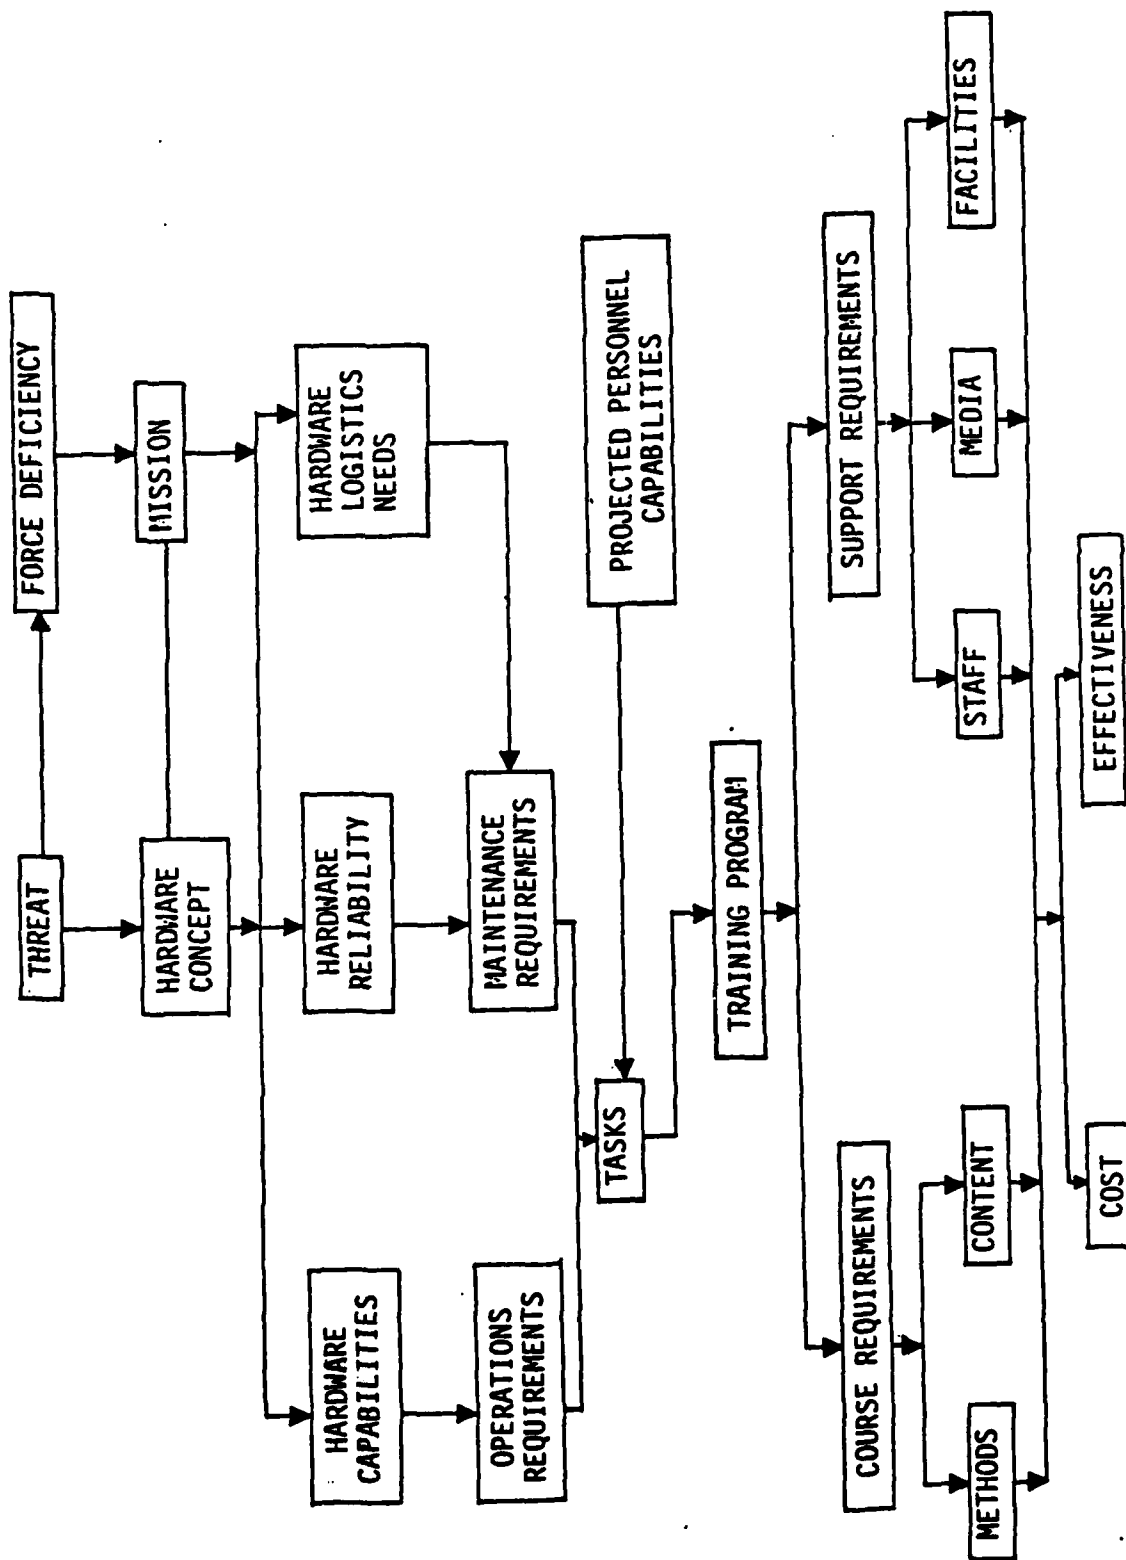 THREAT
FORCE DEFICIENCY
HARDWARE
CONCEPT
MISSION
HARDWARE
CAPABILITIES
HARDWARE
RELIABILITY
HARDWARE
LOGISTICS
NEEDS
OPERATIONS
REQUIREMENTS
MAINTENANCE
REQUIREMENTS
TASKS
PROJECTED PERSONNEL
CAPABILITIES
TRAINING PROGRAM
COURSE REQUIREMENTS
SUPPORT REQUIREMENTS
METHODS
CONTENT
STAFF
MEDIA
FACILITIES
COST
EFFECTIVENESS